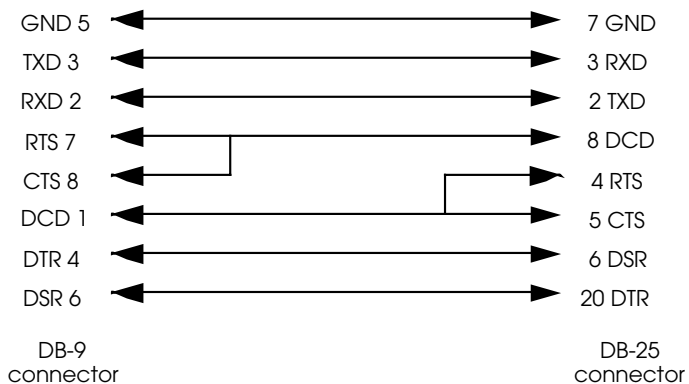 GND 5 7 GND
TXD 3 3 RXD
RXD 2 2 TXD
RTS 7 8 DCD
CTS 8 4 RTS
DCD 1 5 CTS
DTR 4 6 DSR
DSR 6 20 DTR
DB-9 DB-25
connector connector